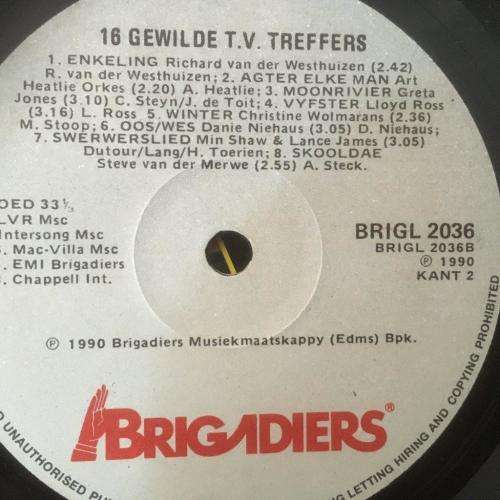 16 GEWILDE T.V. TREFFERS
1. ENKELING Richard van der Westhuizen (2.42)
R. van der Westhuizen; 2. AGTER ELKE MAN Art
Heatlie Orkes (2.20) A. Heatlie; 3. MOONRIVIER Greta
Jones (3.10) C. Steyn/J. de Toit; 4. VYFSTER Lloyd Ross
(3.16) L. Ross 5. WINTER Christine Wolmarans (2.36)
M. Stoop; 6. OOS/WES Danie Niehaus (3.05) D. Niehaus;
7. SWERWERSLIED Min Shaw & Lance James (3.05)
Dutour/Lang/H. Toerien; 8. SKOOLDAE
Steve van der Merwe (2.55) A. Steck.
OED 33⅓
LVR Msc
Intersong Msc
. Mac-Villa Msc
. EMI Brigadiers
. Chappell Int.
BRIGL 2036
BRIGL 2036B
℗ 1990
KANT 2
℗ 1990 Brigadiers Musiekmaatskappy (Edms) Bpk.
BRIGADIERS®
UNAUTHORISED PU
NG LETTING HIRING AND COPYING PROHIBITED